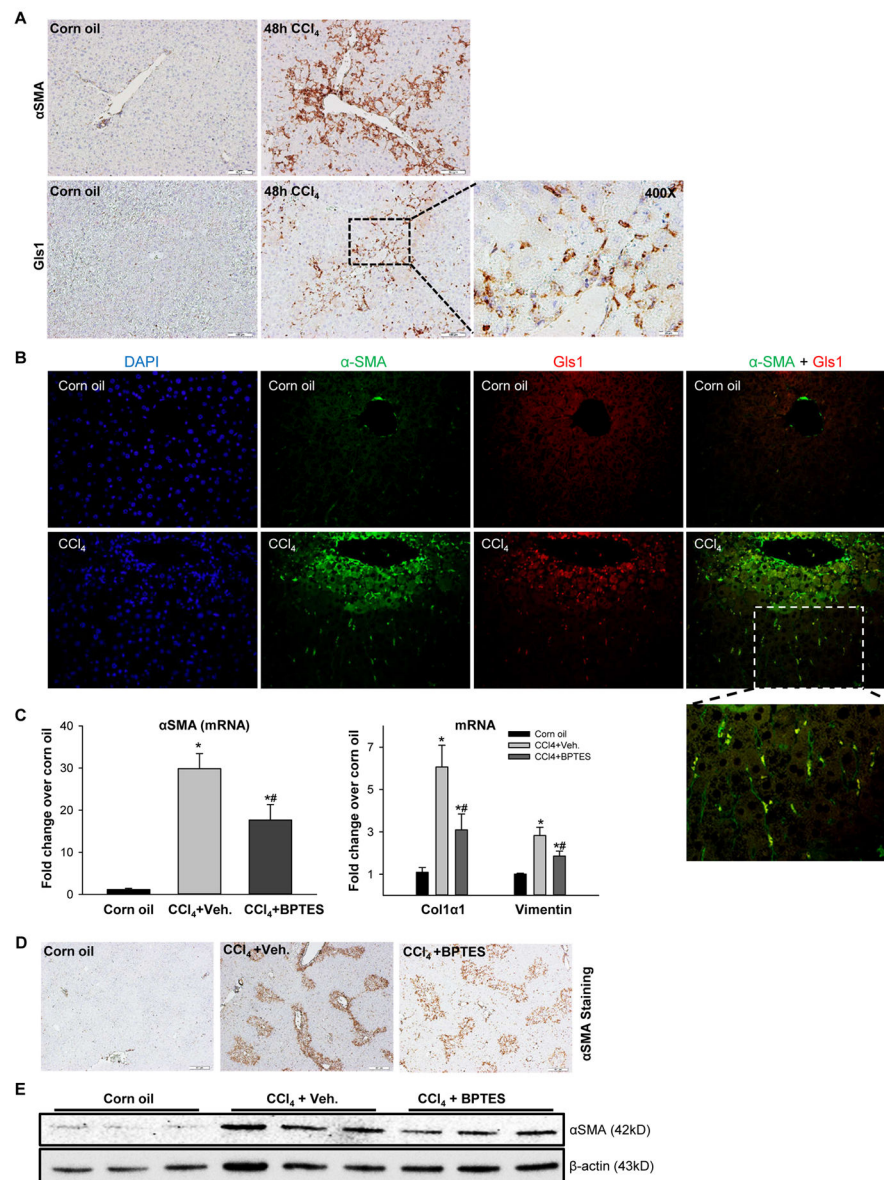 A
Corn oil
48h CCl₄
αSMA
Corn oil
48h CCl₄
400X
Gls1
B
DAPI
α-SMA
Gls1
α-SMA + Gls1
Corn oil
Corn oil
Corn oil
Corn oil
CCl₄
CCl₄
CCl₄
CCl₄
C
αSMA (mRNA)
Fold change over corn oil
40
30
20
10
0
*
*#
Corn oil
CCl₄+Veh.
CCl₄+BPTES
mRNA
Corn oil
CCl4+Veh.
CCl4+BPTES
Fold change over corn oil
7
5
3
1
*
*#
*
*#
Col1α1
Vimentin
D
Corn oil
CCl₄ +Veh.
CCl₄ +BPTES
αSMA Staining
E
Corn oil
CCl₄ + Veh.
CCl₄ + BPTES
αSMA (42kD)
β-actin (43kD)